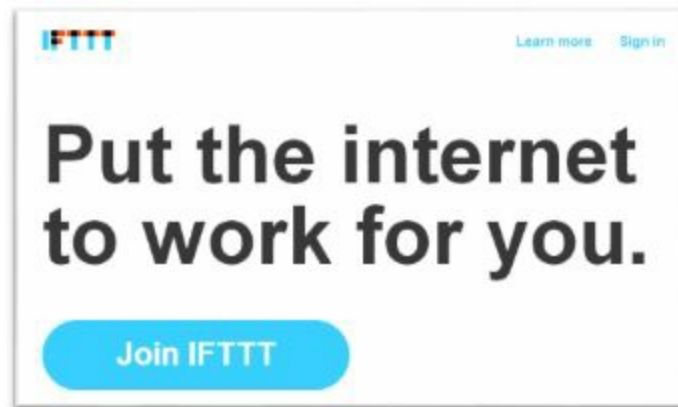 IFTTT
Learn more Sign in
Put the internet
to work for you.
Join IFTTT